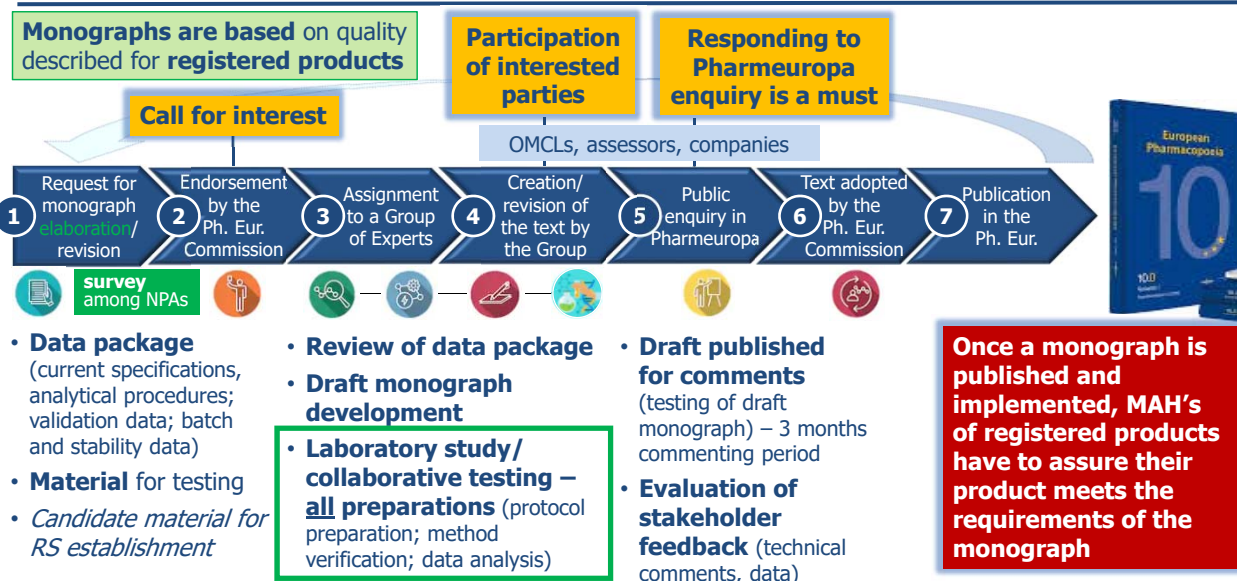 Monographs are based on quality
described for registered products
Participation
of interested
parties
Responding to
Pharmeuropa
enquiry is a must
Call for interest
OMCLs, assessors, companies
1
Request for
monograph
elaboration/
revision
2
Endorsement
by the
Ph. Eur.
Commission
3
Assignment
to a Group
of Experts
4
Creation/
revision of
the text by
the Group
5
Public
enquiry in
Pharmeuropa
6
Text adopted
by the
Ph. Eur.
Commission
7
Publication
in the
Ph. Eur.
European
Pharmacopoeia
10
10.0
survey
among NPAs
• Data package
(current specifications,
analytical procedures;
validation data; batch
and stability data)
• Material for testing
• Candidate material for
RS establishment
• Review of data package
• Draft monograph
development
• Laboratory study/
collaborative testing –
all preparations (protocol
preparation; method
verification; data analysis)
• Draft published
for comments
(testing of draft
monograph) – 3 months
commenting period
• Evaluation of
stakeholder
feedback (technical
comments, data)
Once a monograph is
published and
implemented, MAH's
of registered products
have to assure their
product meets the
requirements of the
monograph